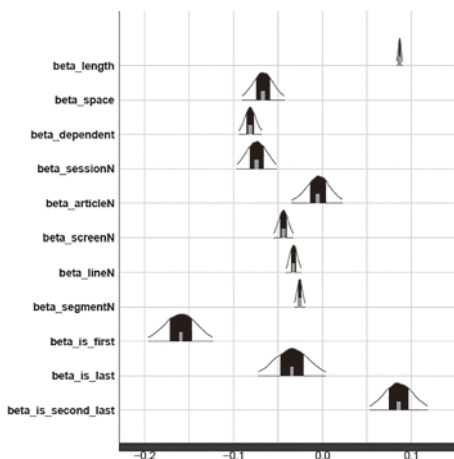 beta_length
beta_space
beta_dependent
beta_sessionN
beta_articleN
beta_screenN
beta_lineN
beta_segmentN
beta_is_first
beta_is_last
beta_is_second_last
−0.2 −0.1 0.0 0.1